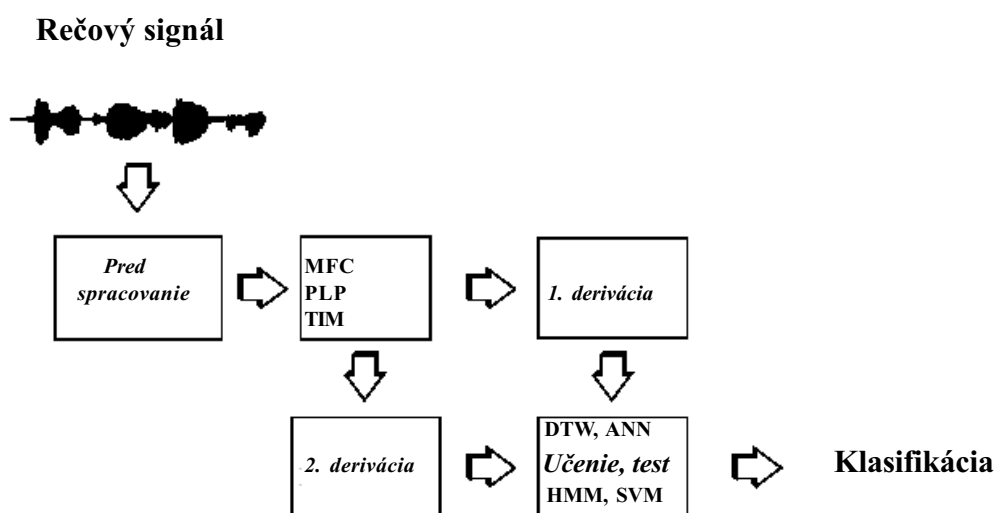 Rečový signál
Pred
spracovanie
MFC
PLP
TIM
1. derivácia
2. derivácia
DTW, ANN
Učenie, test
HMM, SVM
Klasifikácia